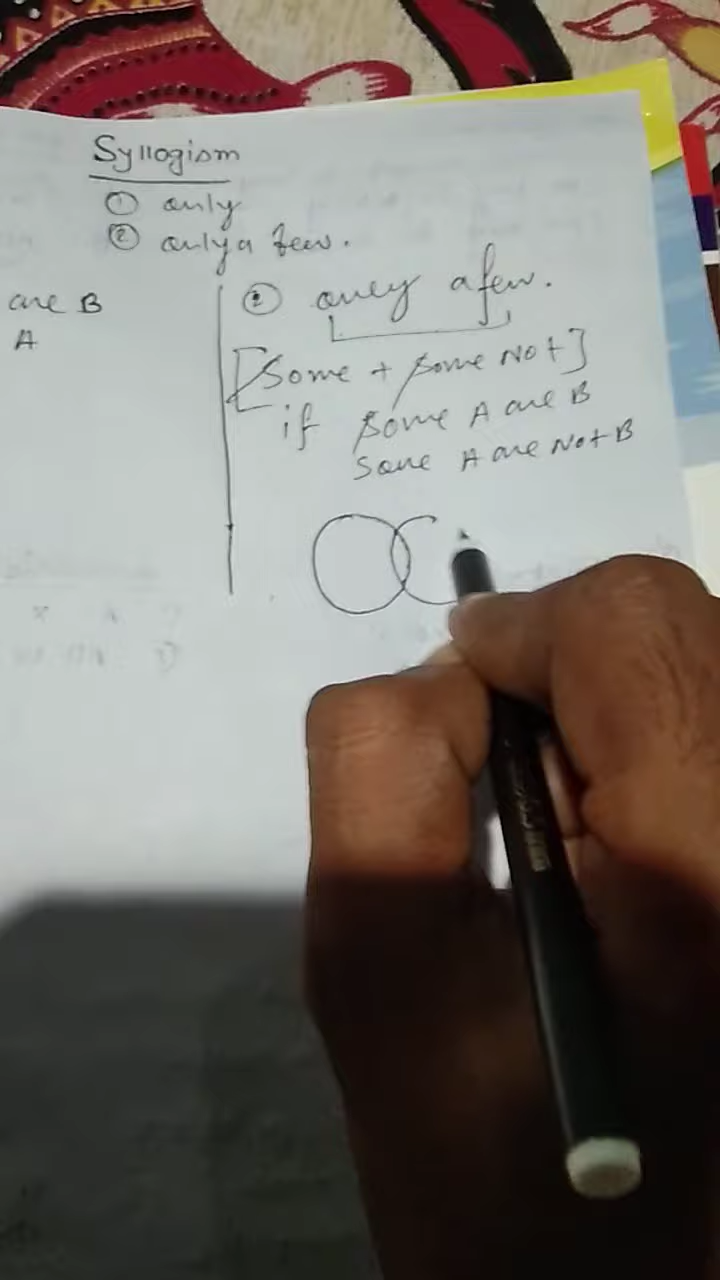 Syllogism
① only
② only a few.
are B
A
② only a few.
[Some + Some Not]
if Some A are B
Some A are Not B